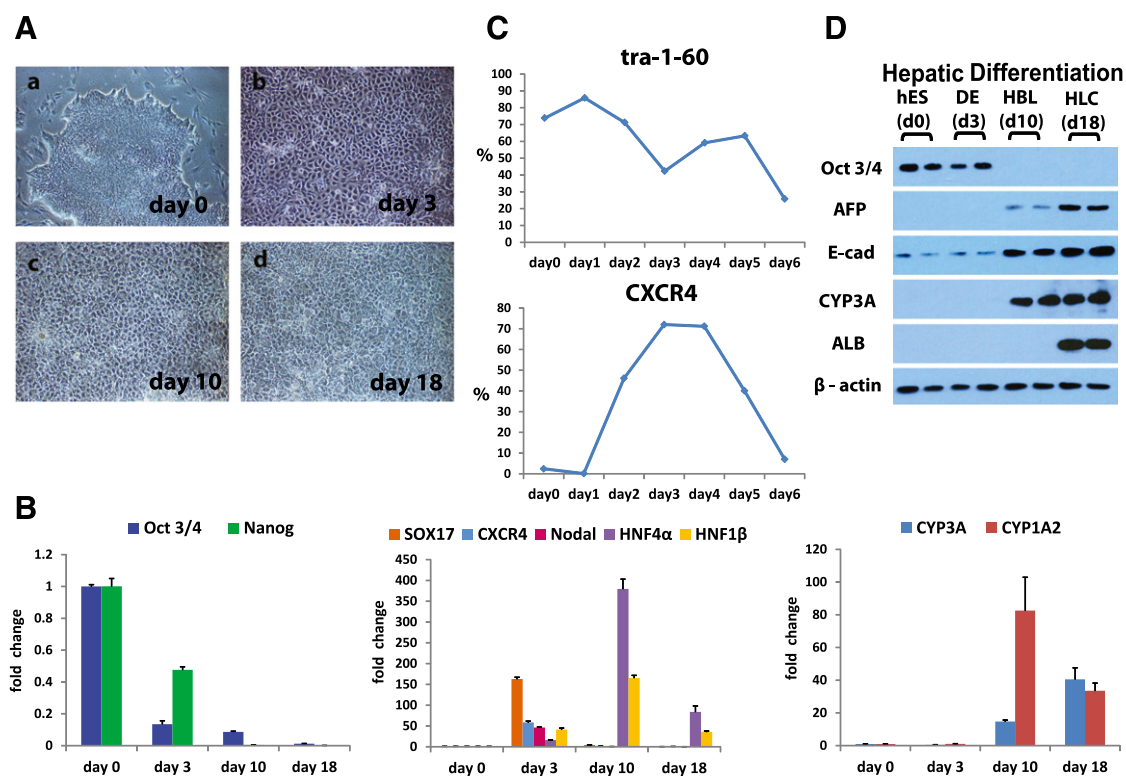 A
a
day 0
b
day 3
c
day 10
d
day 18
C
tra-1-60
100
90
80
70
60
50
40
30
20
10
0
%
day0 day1 day2 day3 day4 day5 day6
CXCR4
80
70
60
50
40
30
20
10
0
%
day0 day1 day2 day3 day4 day5 day6
D
Hepatic Differentiation
hES DE HBL HLC
(d0) (d3) (d10) (d18)
Oct 3/4
AFP
E-cad
CYP3A
ALB
β - actin
B
Oct 3/4 Nanog
1.2
1
0.8
0.6
0.4
0.2
0
fold change
day 0 day 3 day 10 day 18
SOX17 CXCR4 Nodal HNF4α HNF1β
450
400
350
300
250
200
150
100
50
0
fold change
day 0 day 3 day 10 day 18
CYP3A CYP1A2
120
100
80
60
40
20
0
fold change
day 0 day 3 day 10 day 18